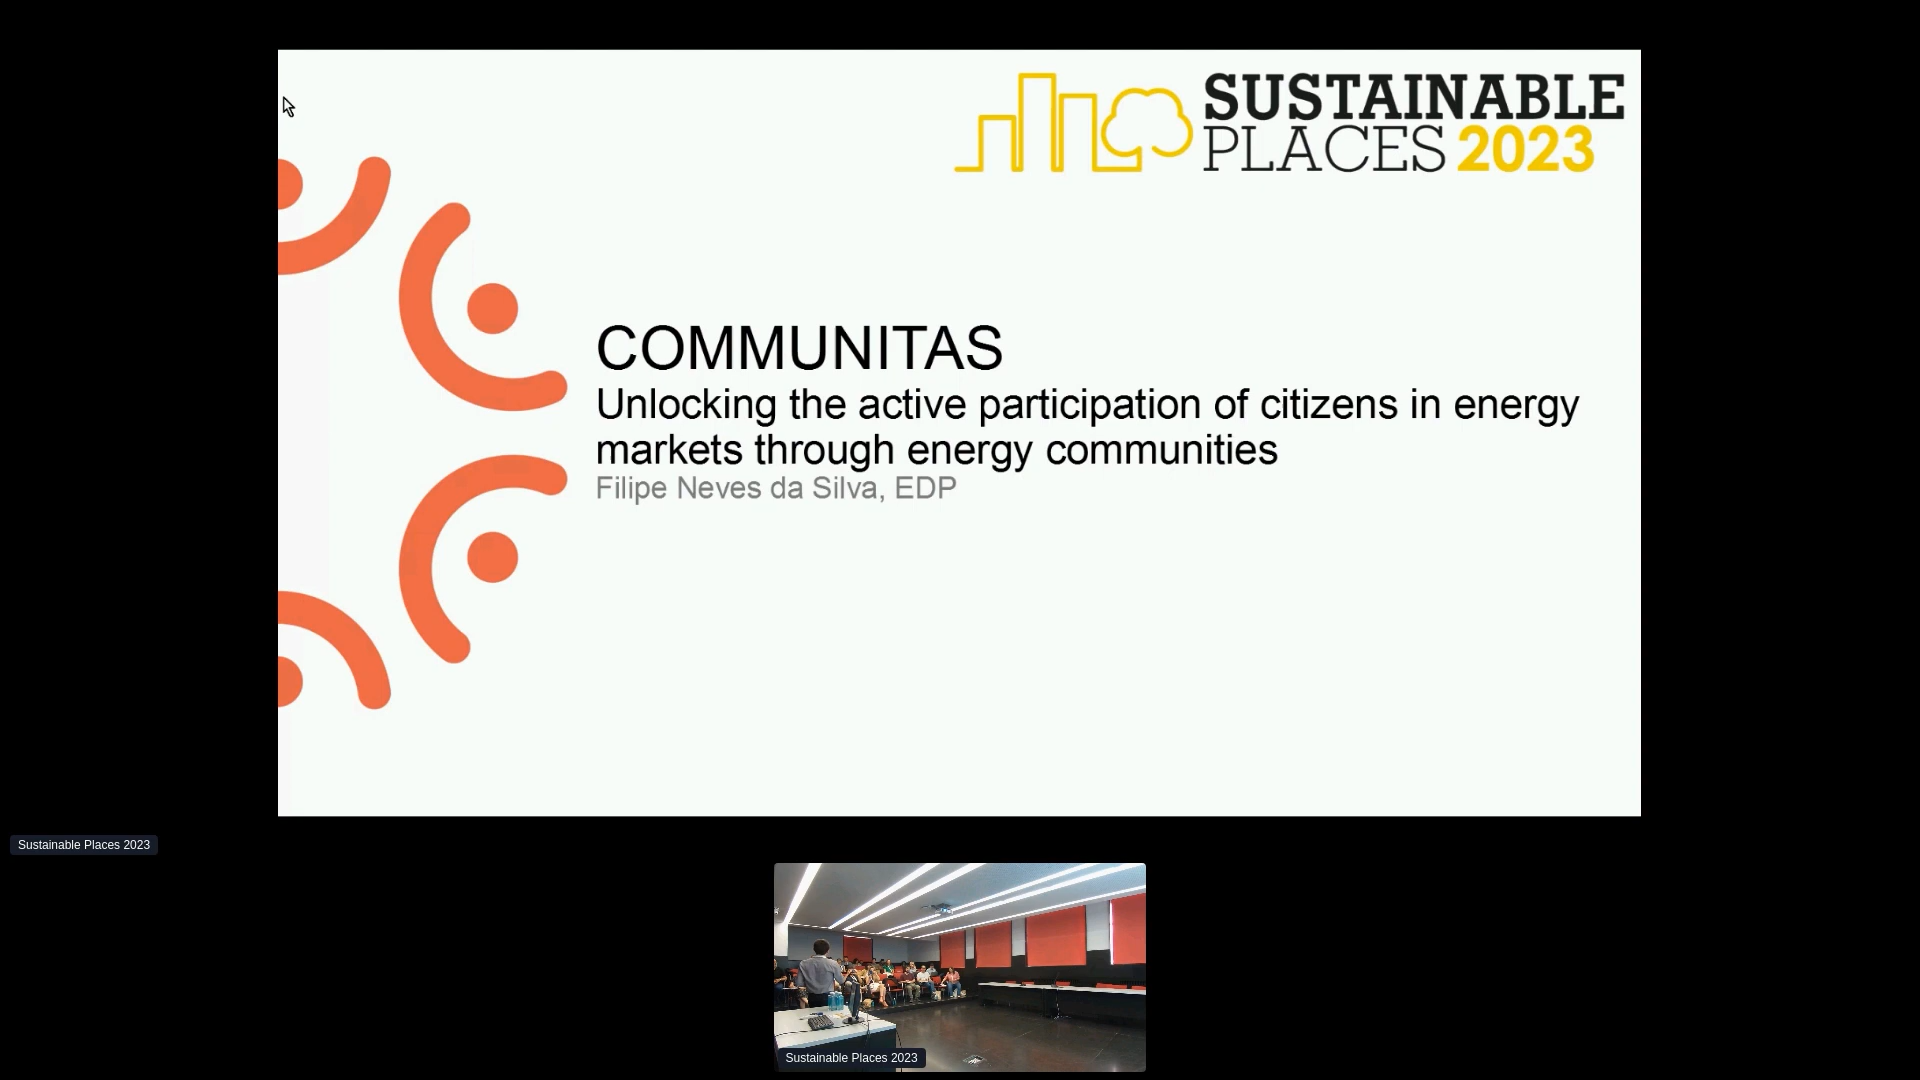 SUSTAINABLE
PLACES 2023
COMMUNITAS
Unlocking the active participation of citizens in energy
markets through energy communities
Filipe Neves da Silva, EDP
Sustainable Places 2023
Sustainable Places 2023